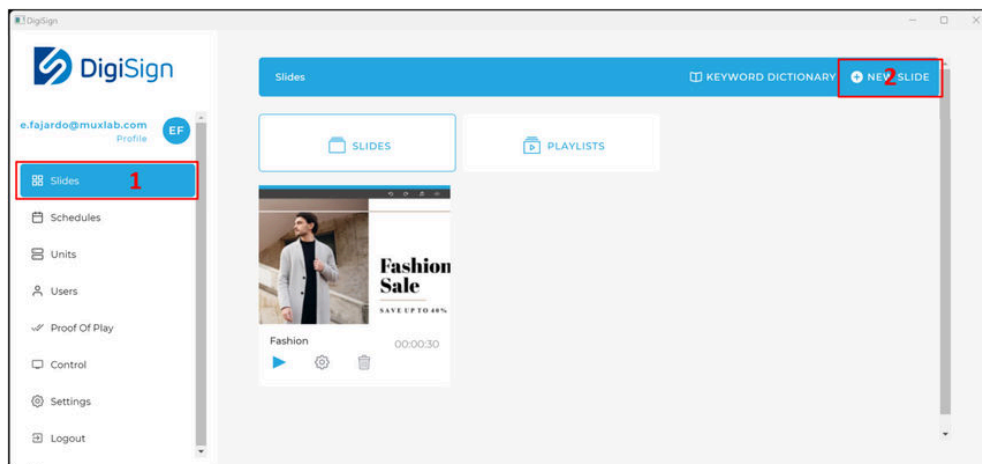 DigiSign
DigiSign
e.fajardo@muxlab.com
Profile
EF
Slides
1
Schedules
Units
Users
Proof Of Play
Control
Settings
Logout
Slides
KEYWORD DICTIONARY
NEW SLIDE
2
SLIDES
PLAYLISTS
Fashion
Sale
SAVE UP TO 40%
Fashion
00:00:30